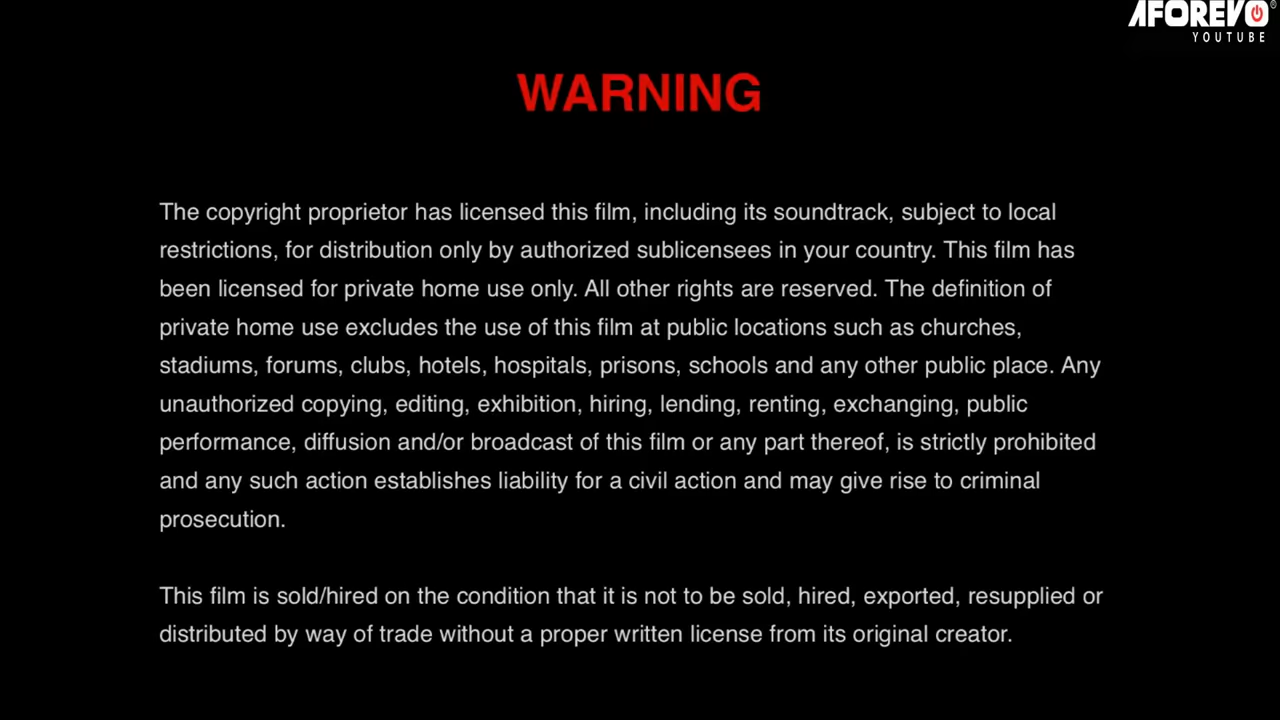 AFOREVO
YOUTUBE
WARNING
The copyright proprietor has licensed this film, including its soundtrack, subject to local
restrictions, for distribution only by authorized sublicensees in your country. This film has
been licensed for private home use only. All other rights are reserved. The definition of
private home use excludes the use of this film at public locations such as churches,
stadiums, forums, clubs, hotels, hospitals, prisons, schools and any other public place. Any
unauthorized copying, editing, exhibition, hiring, lending, renting, exchanging, public
performance, diffusion and/or broadcast of this film or any part thereof, is strictly prohibited
and any such action establishes liability for a civil action and may give rise to criminal
prosecution.
This film is sold/hired on the condition that it is not to be sold, hired, exported, resupplied or
distributed by way of trade without a proper written license from its original creator.